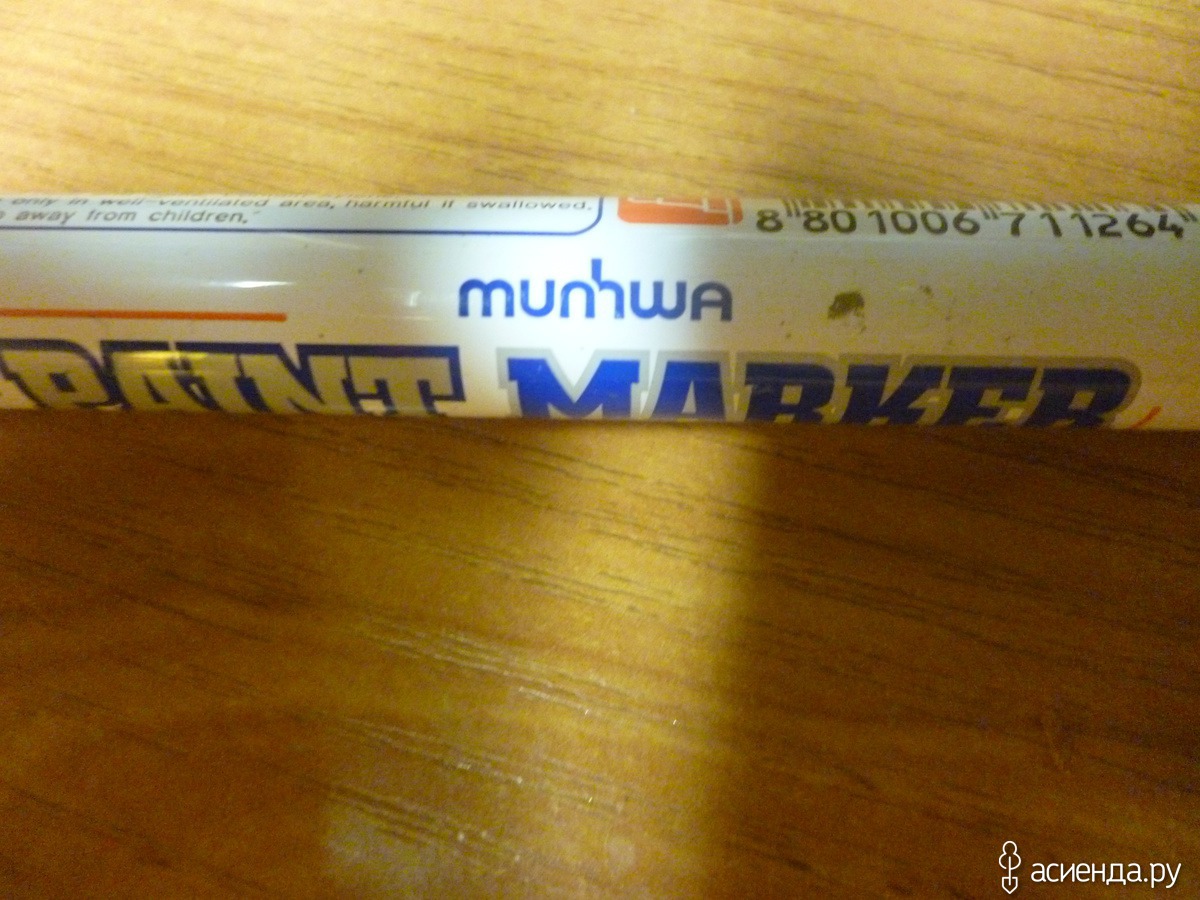 only in well-ventilated area, harmful if swallowed.
away from children."
8 801006 711264
munhwa
PAINT MARKER
асиенда.ру